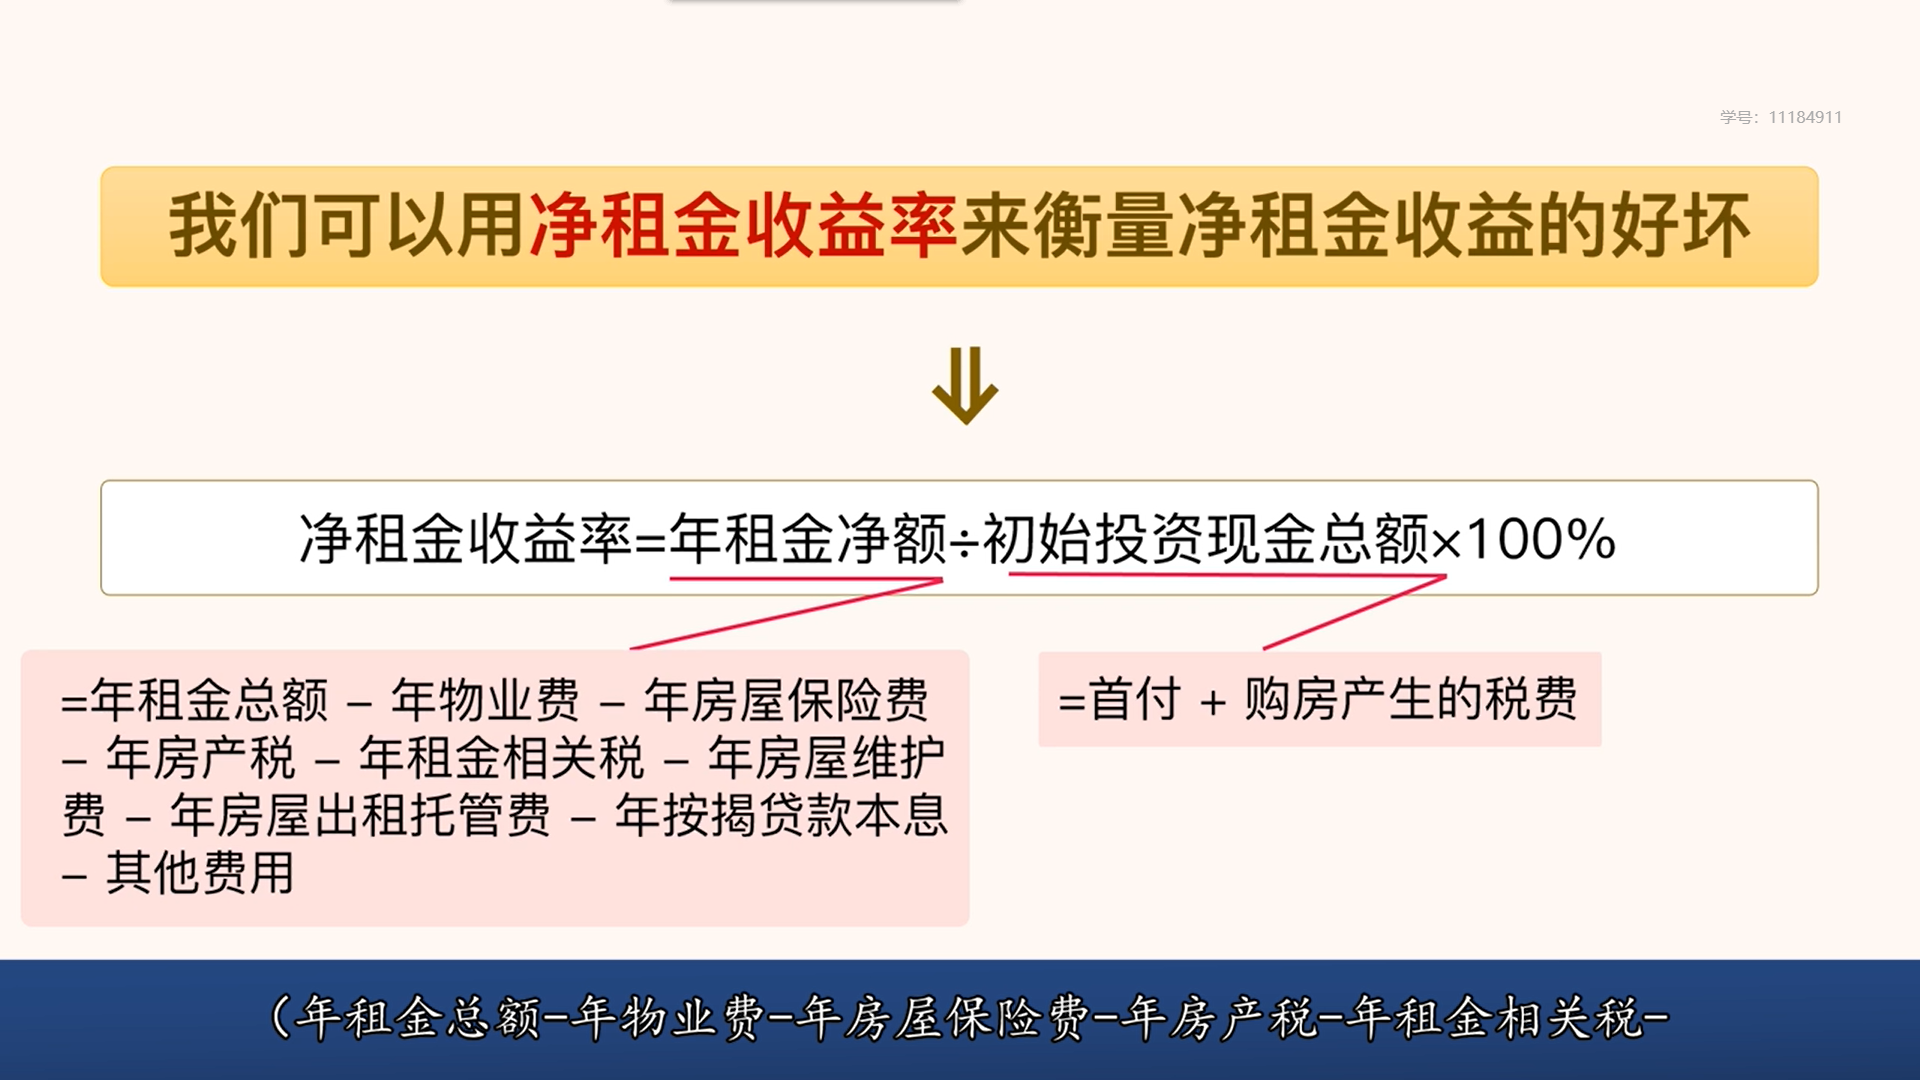 学号：11184911
我们可以用净租金收益率来衡量净租金收益的好坏
净租金收益率=年租金净额÷初始投资现金总额×100%
=年租金总额 – 年物业费 – 年房屋保险费
– 年房产税 – 年租金相关税 – 年房屋维护
费 – 年房屋出租托管费 – 年按揭贷款本息
– 其他费用
=首付 + 购房产生的税费
（年租金总额-年物业费-年房屋保险费-年房产税-年租金相关税-